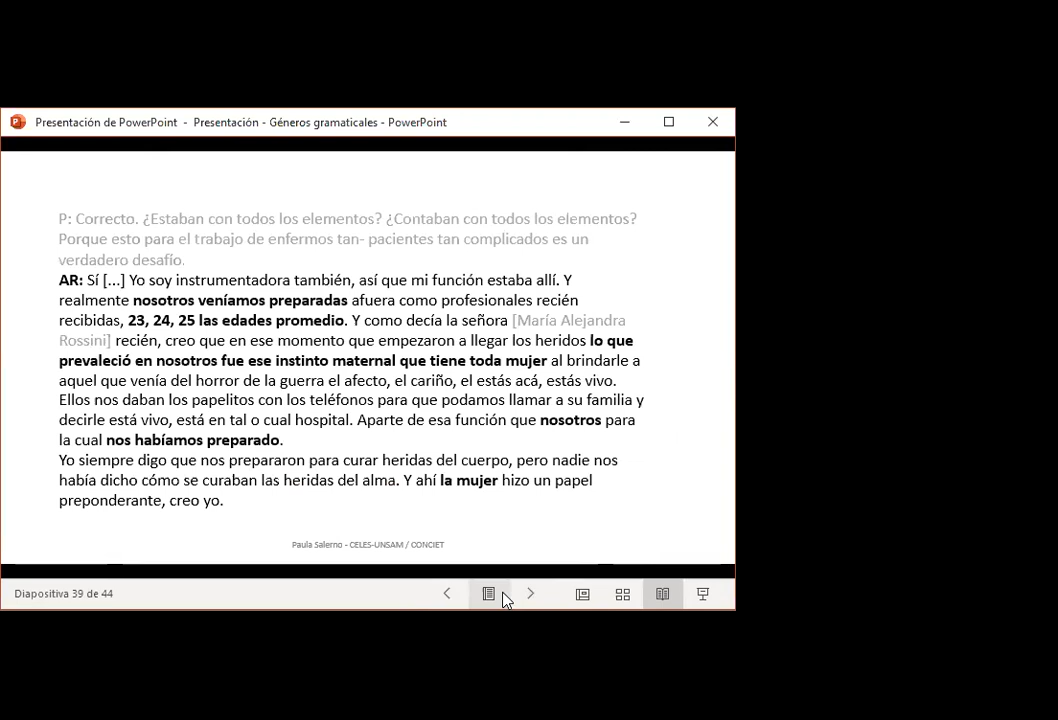 Presentación de PowerPoint - Presentación - Géneros gramaticales - PowerPoint
P: Correcto. ¿Estaban con todos los elementos? ¿Contaban con todos los elementos?
Porque esto para el trabajo de enfermos tan- pacientes tan complicados es un
verdadero desafío.
AR: Sí [...] Yo soy instrumentadora también, así que mi función estaba allí. Y
realmente nosotros veníamos preparadas afuera como profesionales recién
recibidas, 23, 24, 25 las edades promedio. Y como decía la señora [María Alejandra
Rossini] recién, creo que en ese momento que empezaron a llegar los heridos lo que
prevaleció en nosotros fue ese instinto maternal que tiene toda mujer al brindarle a
aquel que venía del horror de la guerra el afecto, el cariño, el estás acá, estás vivo.
Ellos nos daban los papelitos con los teléfonos para que podamos llamar a su familia y
decirle está vivo, está en tal o cual hospital. Aparte de esa función que nosotros para
la cual nos habíamos preparado.
Yo siempre digo que nos prepararon para curar heridas del cuerpo, pero nadie nos
había dicho cómo se curaban las heridas del alma. Y ahí la mujer hizo un papel
preponderante, creo yo.
Paula Salerno - CELES-UNSAM / CONCIET
Diapositiva 39 de 44